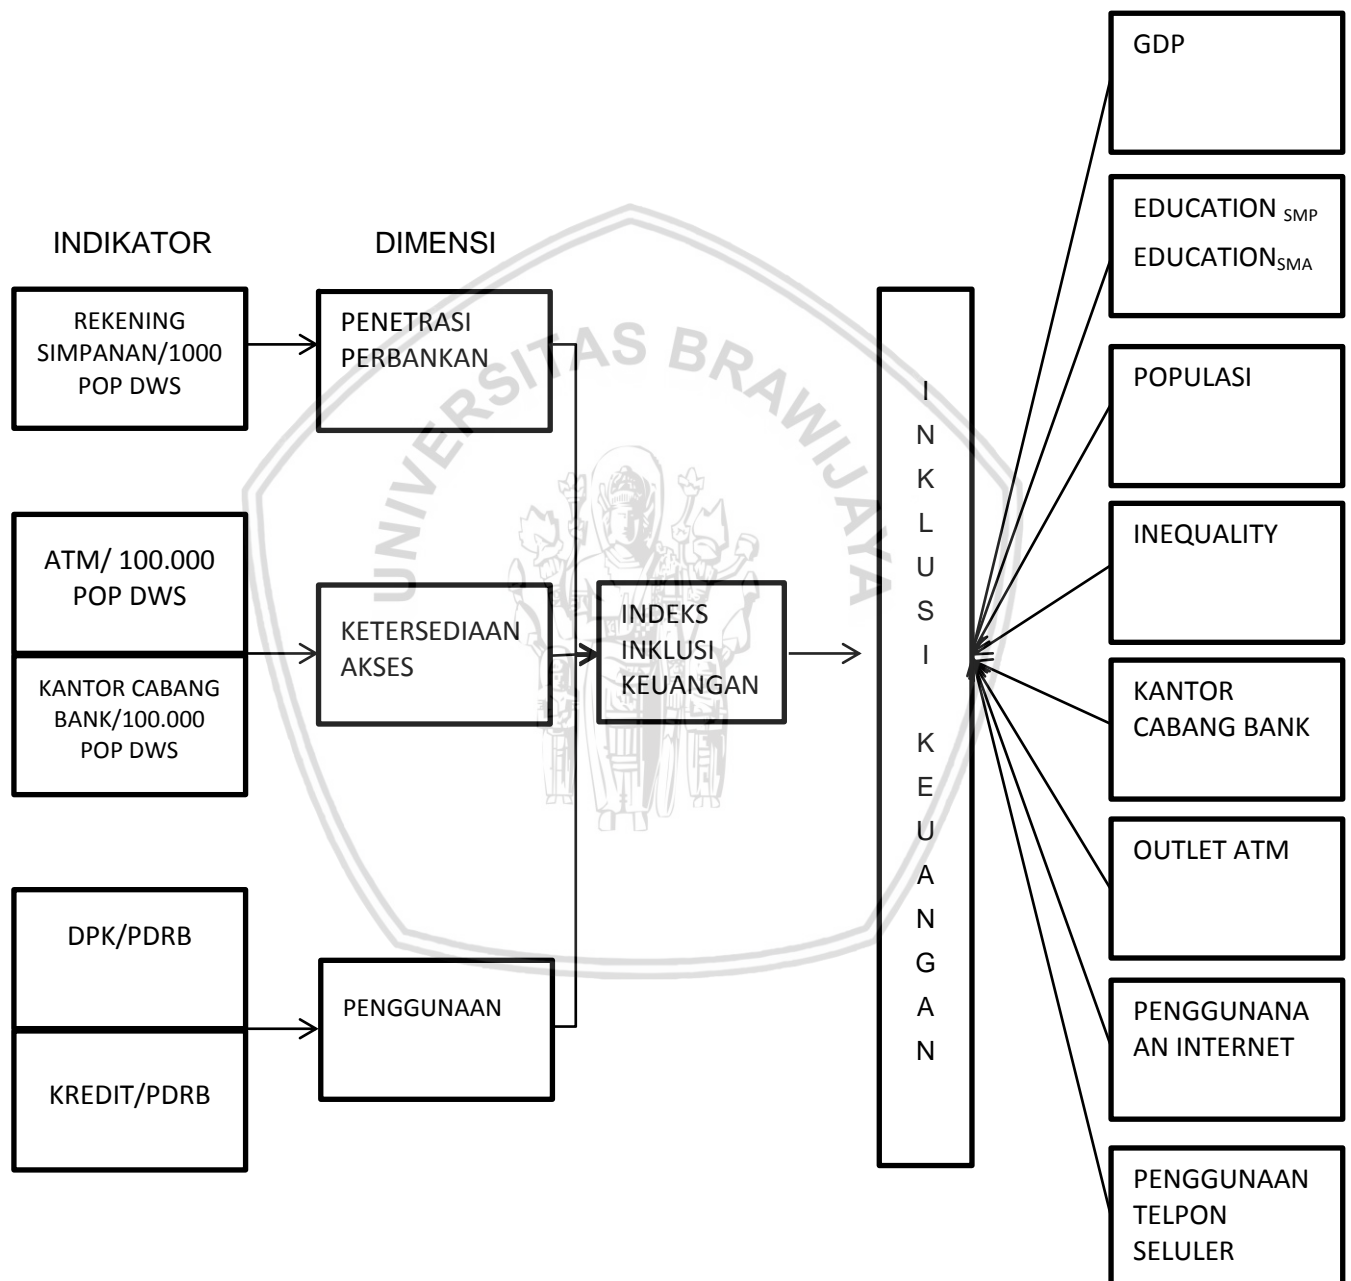 INDIKATOR
DIMENSI
REKENING
SIMPANAN/1000
POP DWS
PENETRASI
PERBANKAN
ATM/ 100.000
POP DWS
KANTOR CABANG
BANK/100.000
POP DWS
KETERSEDIAAN
AKSES
DPK/PDRB
KREDIT/PDRB
PENGGUNAAN
INDEKS
INKLUSI
KEUANGAN
I
N
K
L
U
S
I
K
E
U
A
N
G
A
N
GDP
EDUCATION SMP
EDUCATIONSMA
POPULASI
INEQUALITY
KANTOR
CABANG BANK
OUTLET ATM
PENGGUNANA
AN INTERNET
PENGGUNAAN
TELPON
SELULER
UNIVERSITAS BRAWIJAYA